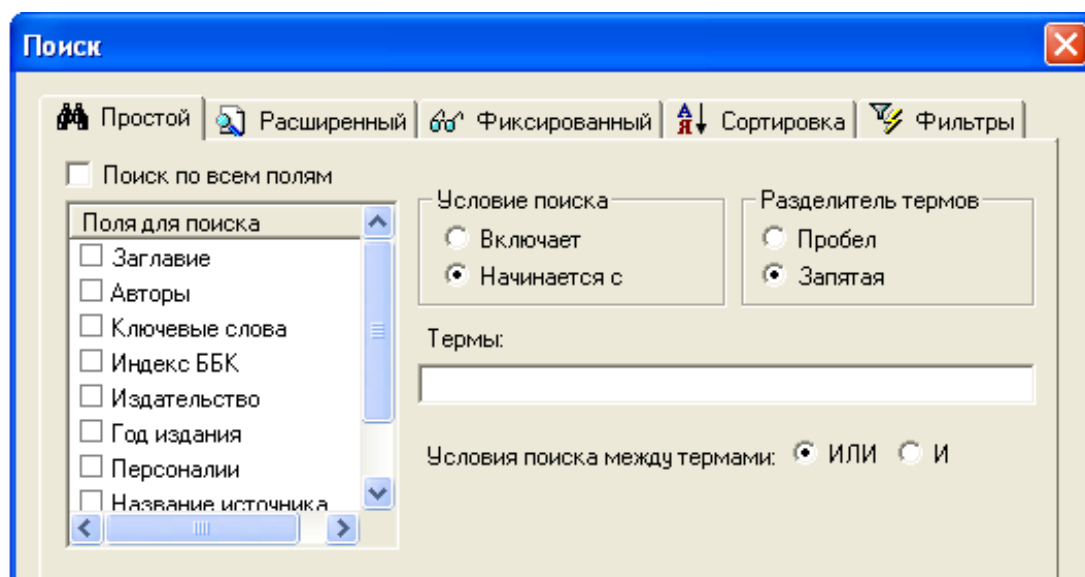 Поиск
Простой Расширенный Фиксированный Сортировка Фильтры
Поиск по всем полям
Поля для поиска
Заглавие
Авторы
Ключевые слова
Индекс ББК
Издательство
Год издания
Персоналии
Название источника
Условие поиска
Включает
Начинается с
Разделитель термов
Пробел
Запятая
Термы:
Условия поиска между термами: ИЛИ И